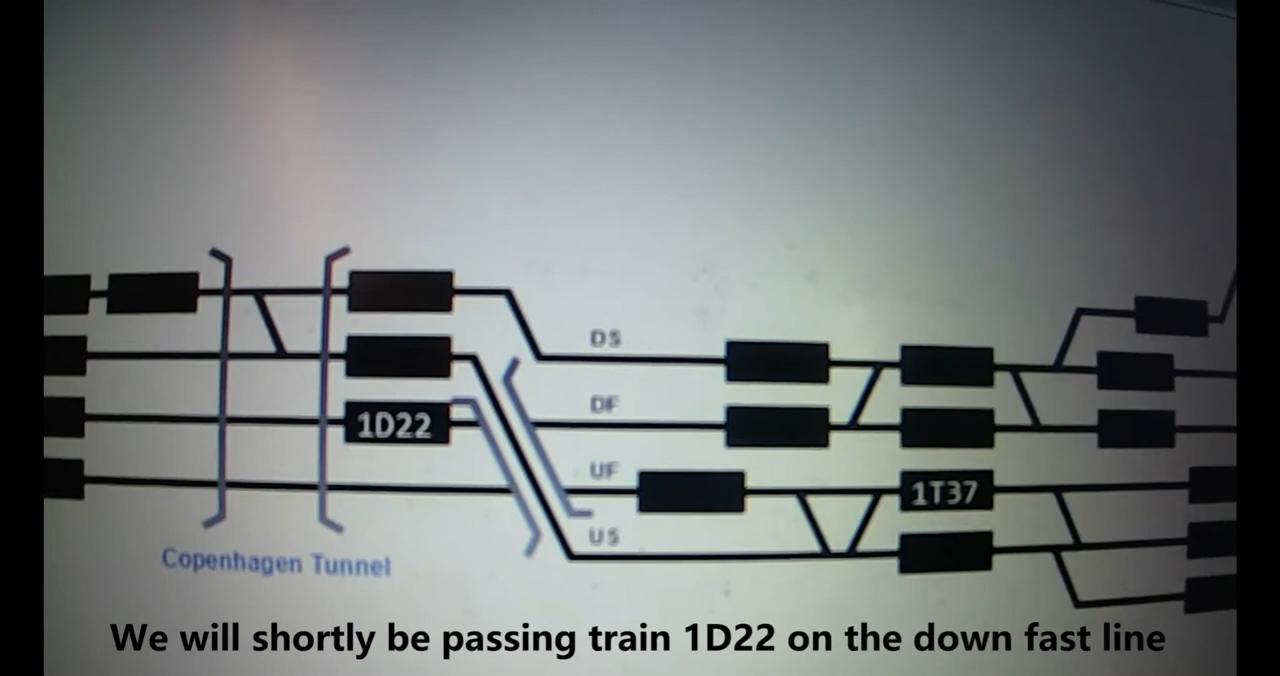 DS
DF
1D22
UF
1T37
US
Copenhagen Tunnel
We will shortly be passing train 1D22 on the down fast line